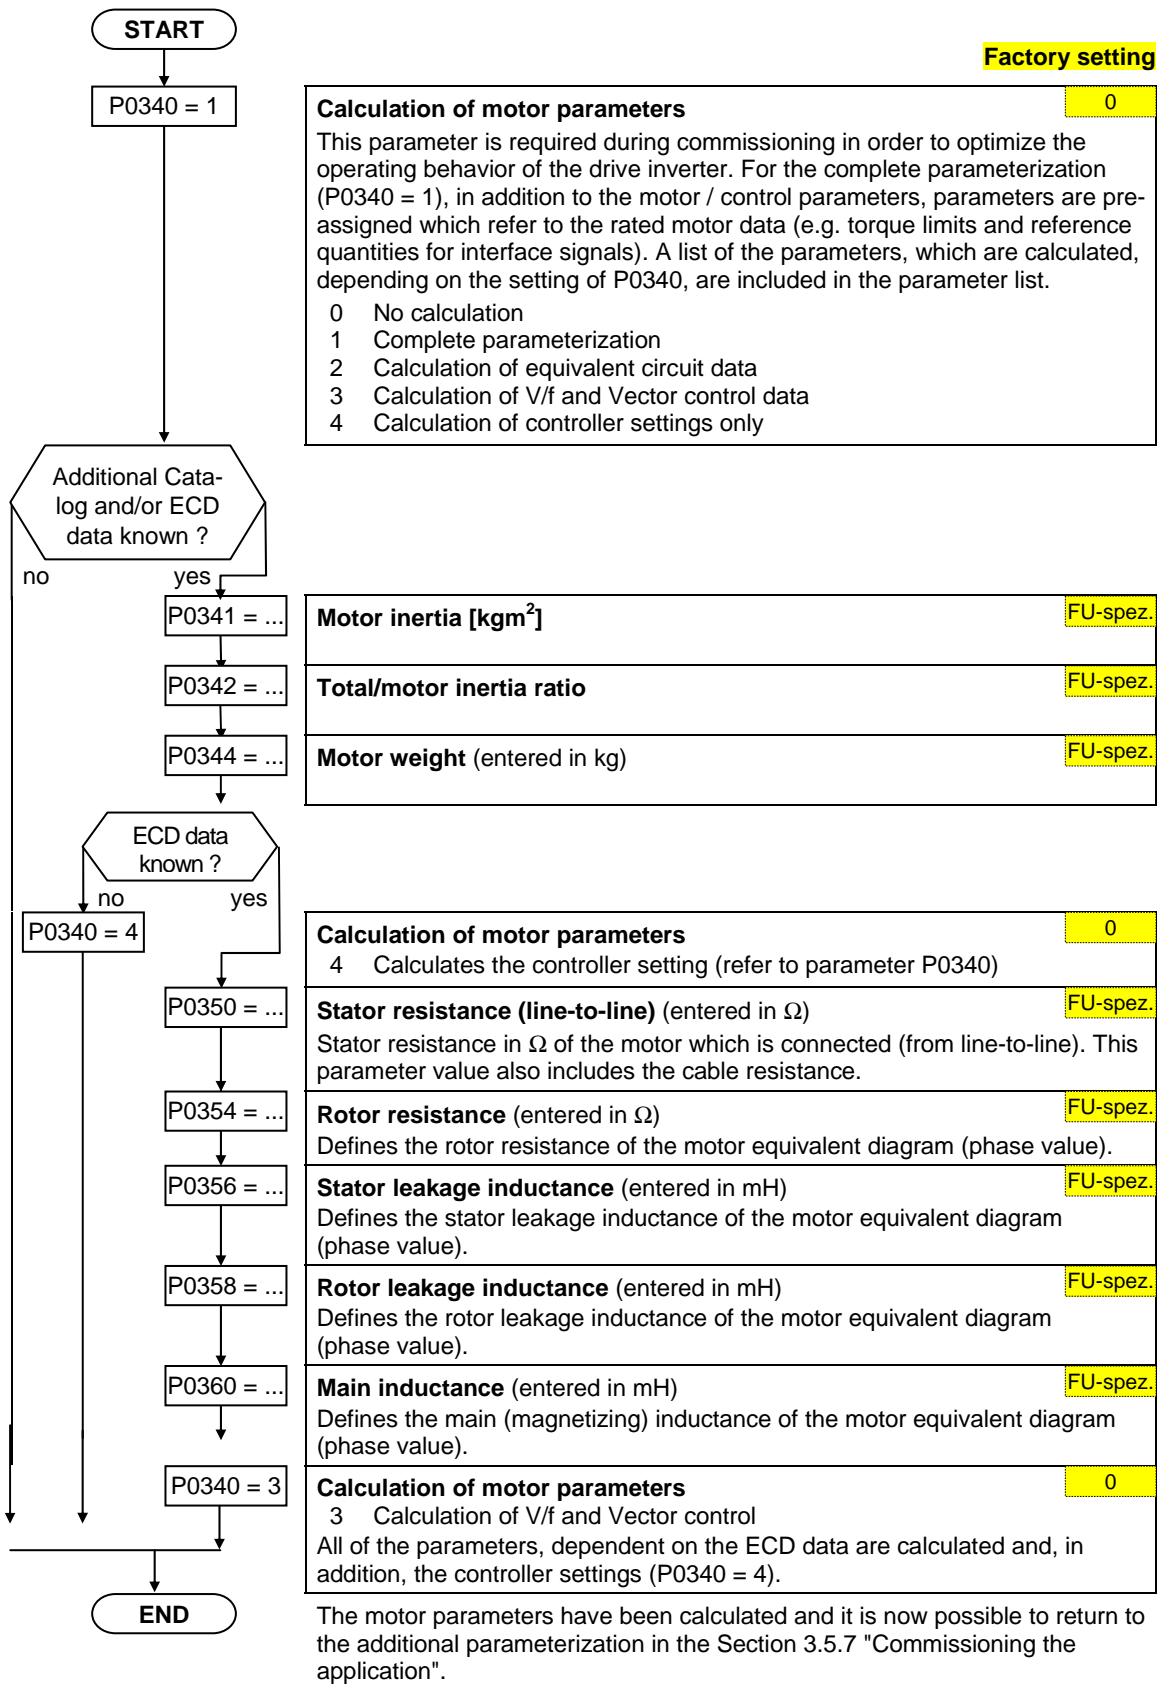 START
Factory setting
P0340 = 1
Calculation of motor parameters
0
This parameter is required during commissioning in order to optimize the
operating behavior of the drive inverter. For the complete parameterization
(P0340 = 1), in addition to the motor / control parameters, parameters are pre-
assigned which refer to the rated motor data (e.g. torque limits and reference
quantities for interface signals). A list of the parameters, which are calculated,
depending on the setting of P0340, are included in the parameter list.
0 No calculation
1 Complete parameterization
2 Calculation of equivalent circuit data
3 Calculation of V/f and Vector control data
4 Calculation of controller settings only
Additional Cata-
log and/or ECD
data known ?
no yes
P0341 = ...
Motor inertia [kgm²]
FU-spez.
P0342 = ...
Total/motor inertia ratio
FU-spez.
P0344 = ...
Motor weight (entered in kg)
FU-spez.
ECD data
known ?
no yes
P0340 = 4
Calculation of motor parameters
0
4 Calculates the controller setting (refer to parameter P0340)
P0350 = ...
Stator resistance (line-to-line) (entered in Ω)
FU-spez.
Stator resistance in Ω of the motor which is connected (from line-to-line). This
parameter value also includes the cable resistance.
P0354 = ...
Rotor resistance (entered in Ω)
FU-spez.
Defines the rotor resistance of the motor equivalent diagram (phase value).
P0356 = ...
Stator leakage inductance (entered in mH)
FU-spez.
Defines the stator leakage inductance of the motor equivalent diagram
(phase value).
P0358 = ...
Rotor leakage inductance (entered in mH)
FU-spez.
Defines the rotor leakage inductance of the motor equivalent diagram
(phase value).
P0360 = ...
Main inductance (entered in mH)
FU-spez.
Defines the main (magnetizing) inductance of the motor equivalent diagram
(phase value).
P0340 = 3
Calculation of motor parameters
0
3 Calculation of V/f and Vector control
All of the parameters, dependent on the ECD data are calculated and, in
addition, the controller settings (P0340 = 4).
END
The motor parameters have been calculated and it is now possible to return to
the additional parameterization in the Section 3.5.7 "Commissioning the
application".